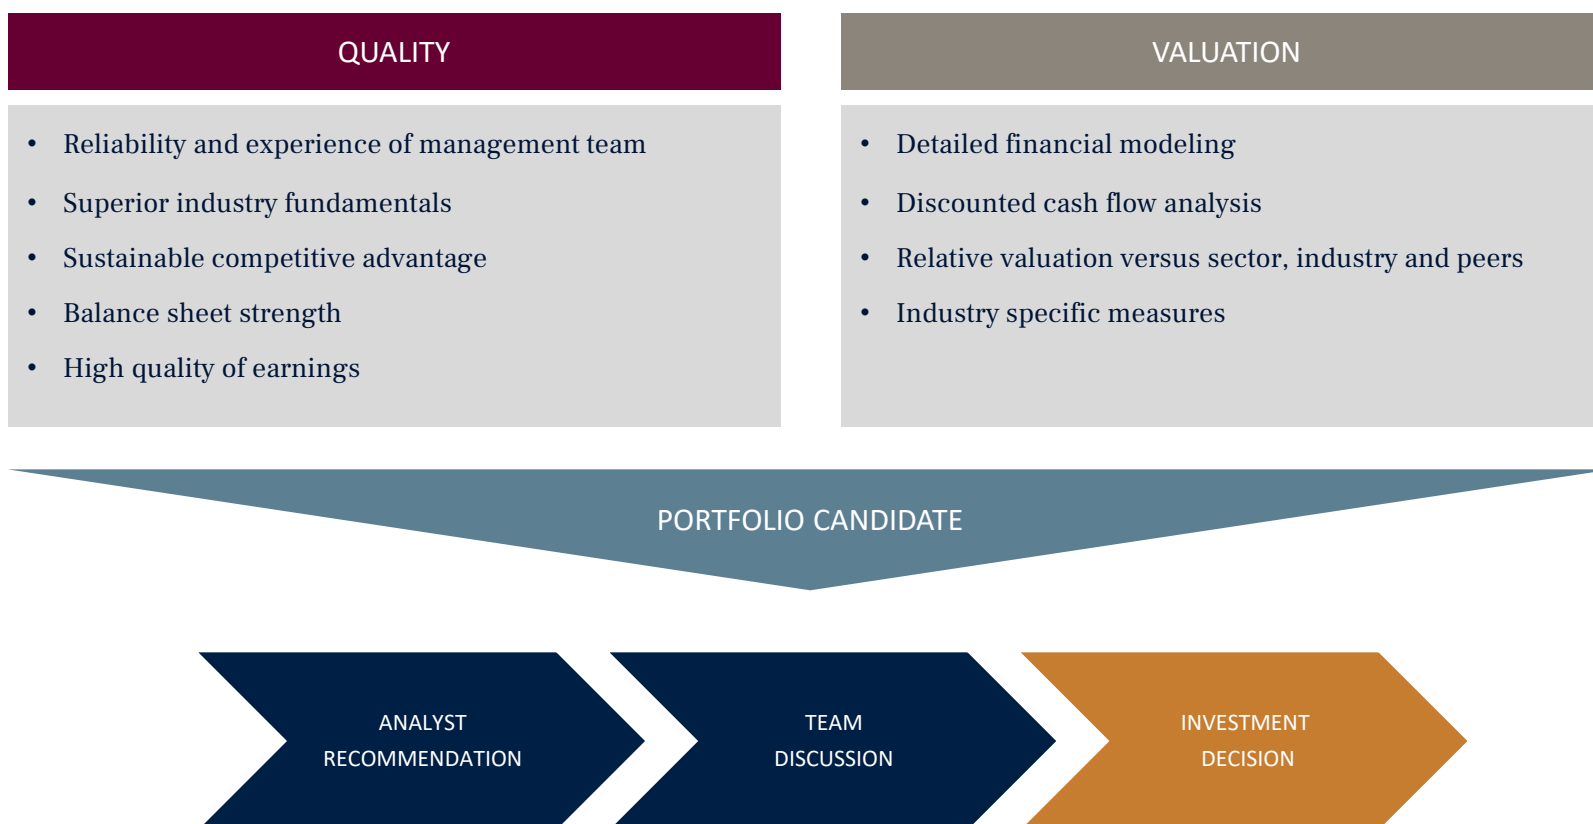 QUALITY
• Reliability and experience of management team
• Superior industry fundamentals
• Sustainable competitive advantage
• Balance sheet strength
• High quality of earnings
VALUATION
• Detailed financial modeling
• Discounted cash flow analysis
• Relative valuation versus sector, industry and peers
• Industry specific measures
PORTFOLIO CANDIDATE
ANALYST
RECOMMENDATION
TEAM
DISCUSSION
INVESTMENT
DECISION